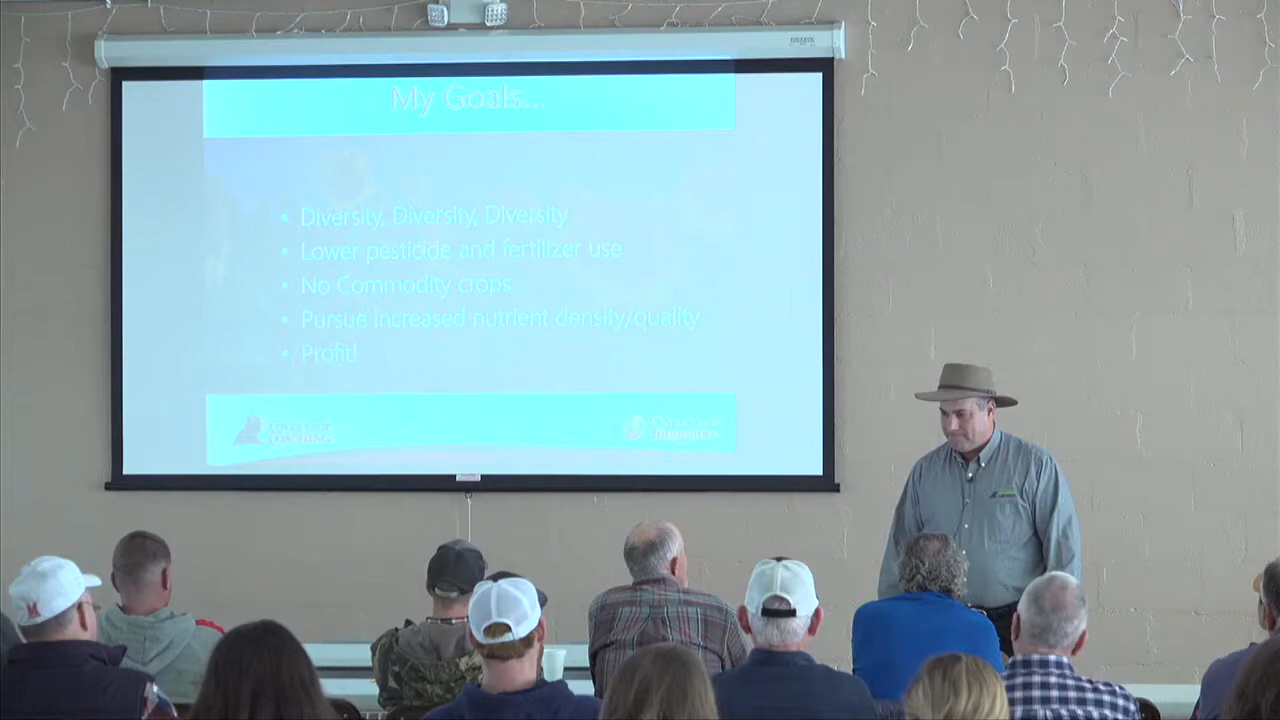 My Goals...
• Diversity, Diversity, Diversity
• Lower pesticide and fertilizer use
• No Commodity crops
• Pursue increased nutrient density/quality
• Profit!
COACHING